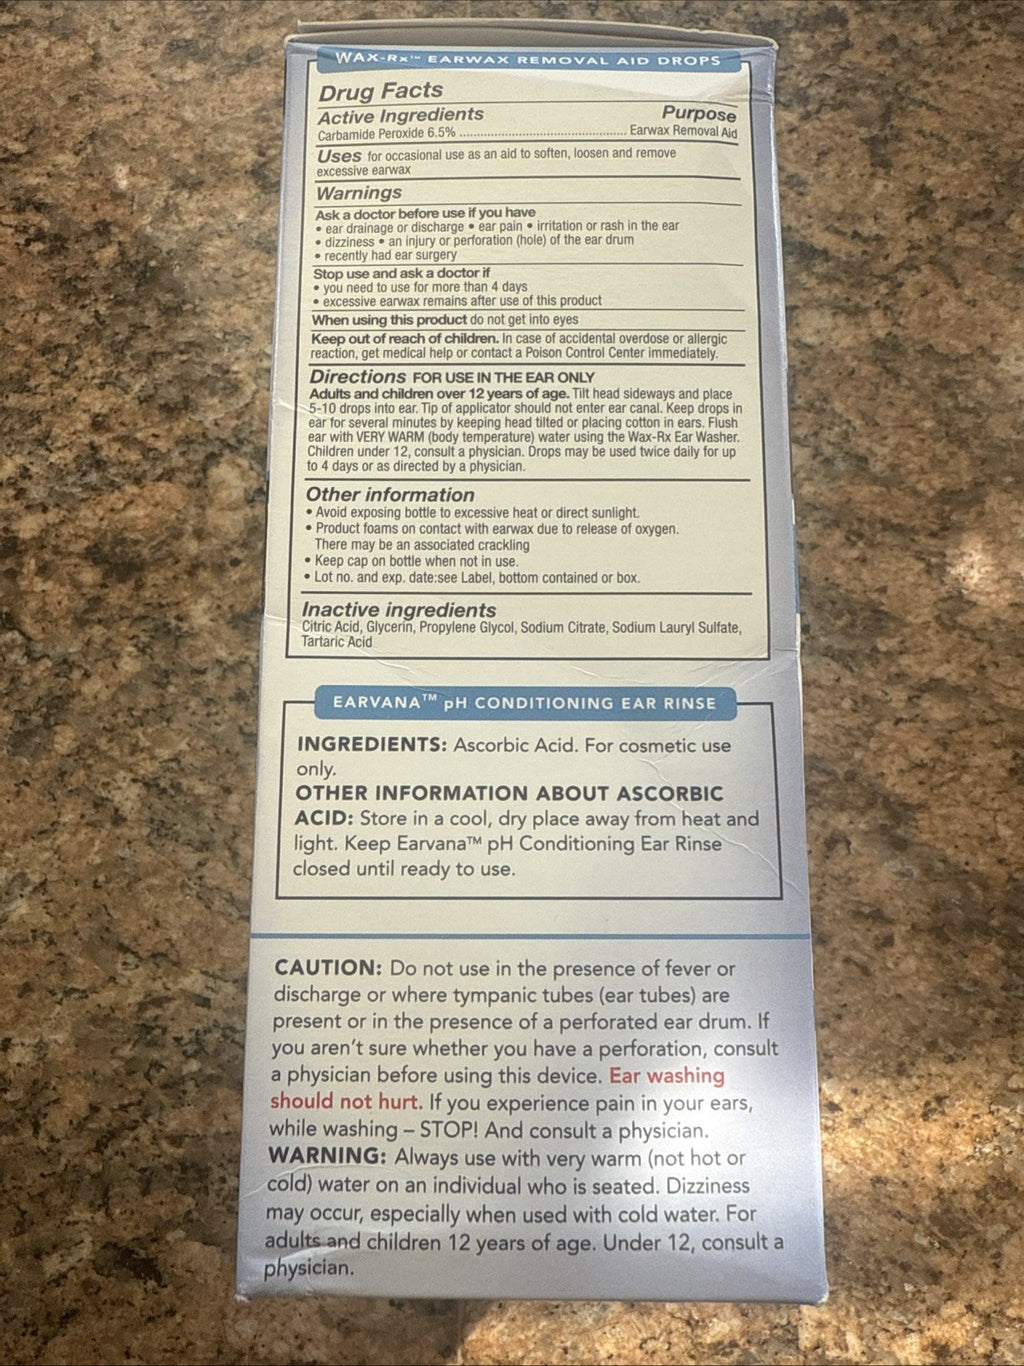 WAX-Rx™ EARWAX REMOVAL AID DROPS
Drug Facts
Active Ingredients Purpose
Carbamide Peroxide 6.5% ........................................................ Earwax Removal Aid
Uses for occasional use as an aid to soften, loosen and remove
excessive earwax
Warnings
Ask a doctor before use if you have
• ear drainage or discharge • ear pain • irritation or rash in the ear
• dizziness • an injury or perforation (hole) of the ear drum
• recently had ear surgery
Stop use and ask a doctor if
• you need to use for more than 4 days
• excessive earwax remains after use of this product
When using this product do not get into eyes
Keep out of reach of children. In case of accidental overdose or allergic
reaction, get medical help or contact a Poison Control Center immediately.
Directions FOR USE IN THE EAR ONLY
Adults and children over 12 years of age. Tilt head sideways and place
5-10 drops into ear. Tip of applicator should not enter ear canal. Keep drops in
ear for several minutes by keeping head tilted or placing cotton in ears. Flush
ear with VERY WARM (body temperature) water using the Wax-Rx Ear Washer.
Children under 12, consult a physician. Drops may be used twice daily for up
to 4 days or as directed by a physician.
Other information
• Avoid exposing bottle to excessive heat or direct sunlight.
• Product foams on contact with earwax due to release of oxygen.
There may be an associated crackling
• Keep cap on bottle when not in use.
• Lot no. and exp. date:see Label, bottom contained or box.
Inactive ingredients
Citric Acid, Glycerin, Propylene Glycol, Sodium Citrate, Sodium Lauryl Sulfate,
Tartaric Acid
EARVANA™ pH CONDITIONING EAR RINSE
INGREDIENTS: Ascorbic Acid. For cosmetic use
only.
OTHER INFORMATION ABOUT ASCORBIC
ACID: Store in a cool, dry place away from heat and
light. Keep Earvana™ pH Conditioning Ear Rinse
closed until ready to use.
CAUTION: Do not use in the presence of fever or
discharge or where tympanic tubes (ear tubes) are
present or in the presence of a perforated ear drum. If
you aren't sure whether you have a perforation, consult
a physician before using this device. Ear washing
should not hurt. If you experience pain in your ears,
while washing – STOP! And consult a physician.
WARNING: Always use with very warm (not hot or
cold) water on an individual who is seated. Dizziness
may occur, especially when used with cold water. For
adults and children 12 years of age. Under 12, consult a
physician.